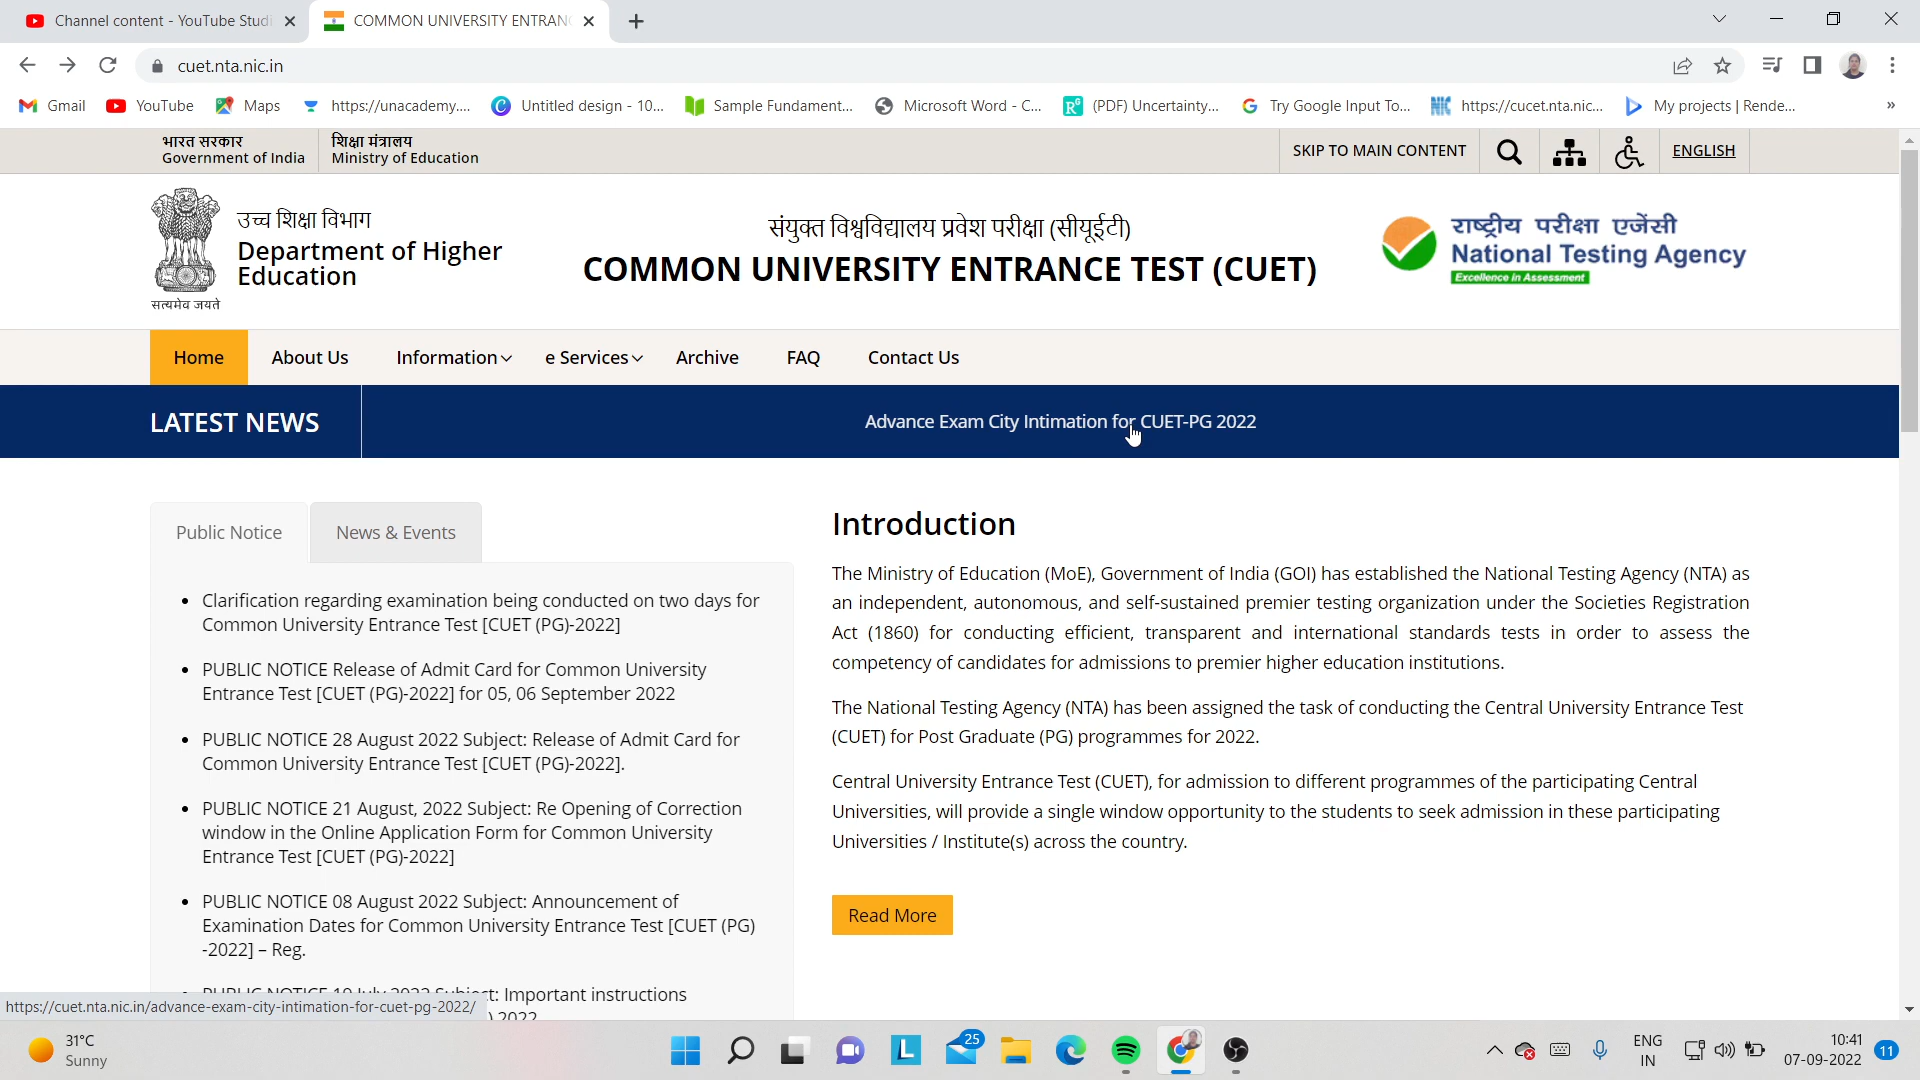 Channel content - YouTube Studi
COMMON UNIVERSITY ENTRANC
cuet.nta.nic.in
Gmail
YouTube
Maps
https://unacademy....
Untitled design - 10...
Sample Fundament...
Microsoft Word - C...
(PDF) Uncertainty...
Try Google Input To...
https://cucet.nta.nic...
My projects | Rende...
»
भारत सरकार
Government of India
शिक्षा मंत्रालय
Ministry of Education
SKIP TO MAIN CONTENT
ENGLISH
सत्यमेव जयते
उच्च शिक्षा विभाग
Department of Higher
Education
संयुक्त विश्वविद्यालय प्रवेश परीक्षा (सीयूईटी)
COMMON UNIVERSITY ENTRANCE TEST (CUET)
राष्ट्रीय परीक्षा एजेंसी
National Testing Agency
Excellence in Assessment
Home
About Us
Information
e Services
Archive
FAQ
Contact Us
LATEST NEWS
Advance Exam City Intimation for CUET-PG 2022
Public Notice
News & Events
• Clarification regarding examination being conducted on two days for
Common University Entrance Test [CUET (PG)-2022]
• PUBLIC NOTICE Release of Admit Card for Common University
Entrance Test [CUET (PG)-2022] for 05, 06 September 2022
• PUBLIC NOTICE 28 August 2022 Subject: Release of Admit Card for
Common University Entrance Test [CUET (PG)-2022].
• PUBLIC NOTICE 21 August, 2022 Subject: Re Opening of Correction
window in the Online Application Form for Common University
Entrance Test [CUET (PG)-2022]
• PUBLIC NOTICE 08 August 2022 Subject: Announcement of
Examination Dates for Common University Entrance Test [CUET (PG)
-2022] – Reg.
• PUBLIC NOTICE 19 July 2022 Subject: Important instructions
) 2022
Introduction
The Ministry of Education (MoE), Government of India (GOI) has established the National Testing Agency (NTA) as
an independent, autonomous, and self-sustained premier testing organization under the Societies Registration
Act (1860) for conducting efficient, transparent and international standards tests in order to assess the
competency of candidates for admissions to premier higher education institutions.
The National Testing Agency (NTA) has been assigned the task of conducting the Central University Entrance Test
(CUET) for Post Graduate (PG) programmes for 2022.
Central University Entrance Test (CUET), for admission to different programmes of the participating Central
Universities, will provide a single window opportunity to the students to seek admission in these participating
Universities / Institute(s) across the country.
Read More
https://cuet.nta.nic.in/advance-exam-city-intimation-for-cuet-pg-2022/
31°C
Sunny
25
ENG
IN
10:41
07-09-2022
11